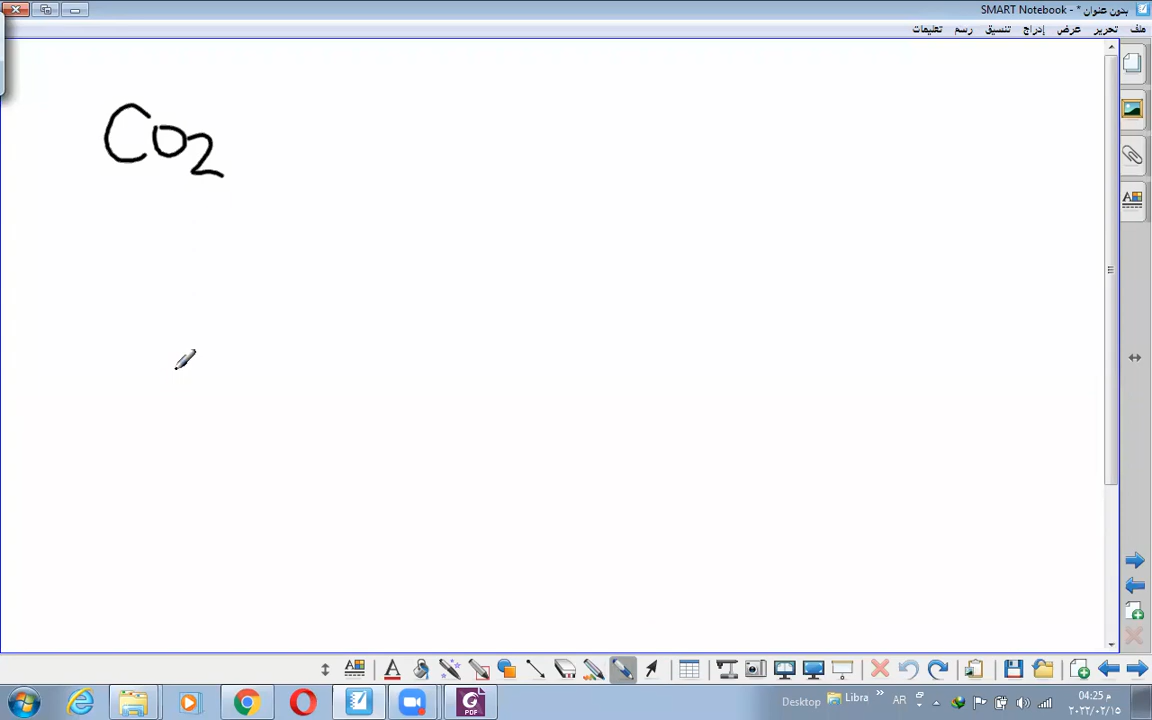 بدون عنوان * - SMART Notebook
ملف تحرير عرض إدراج تنسيق رسم تعليمات
Co2
Desktop Libra » AR م 04:25
٢٠٢٢/٠٢/١٥
PDF